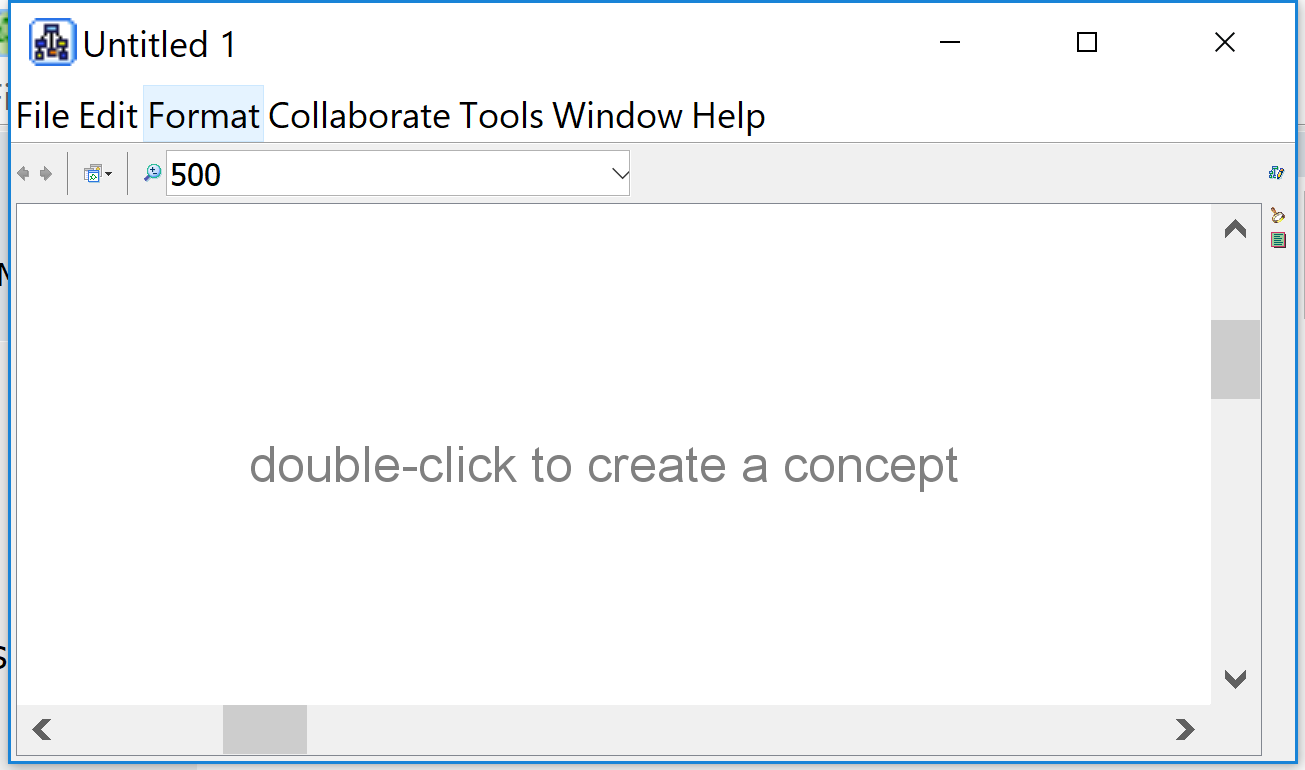 Untitled 1
File Edit Format Collaborate Tools Window Help
500
double-click to create a concept